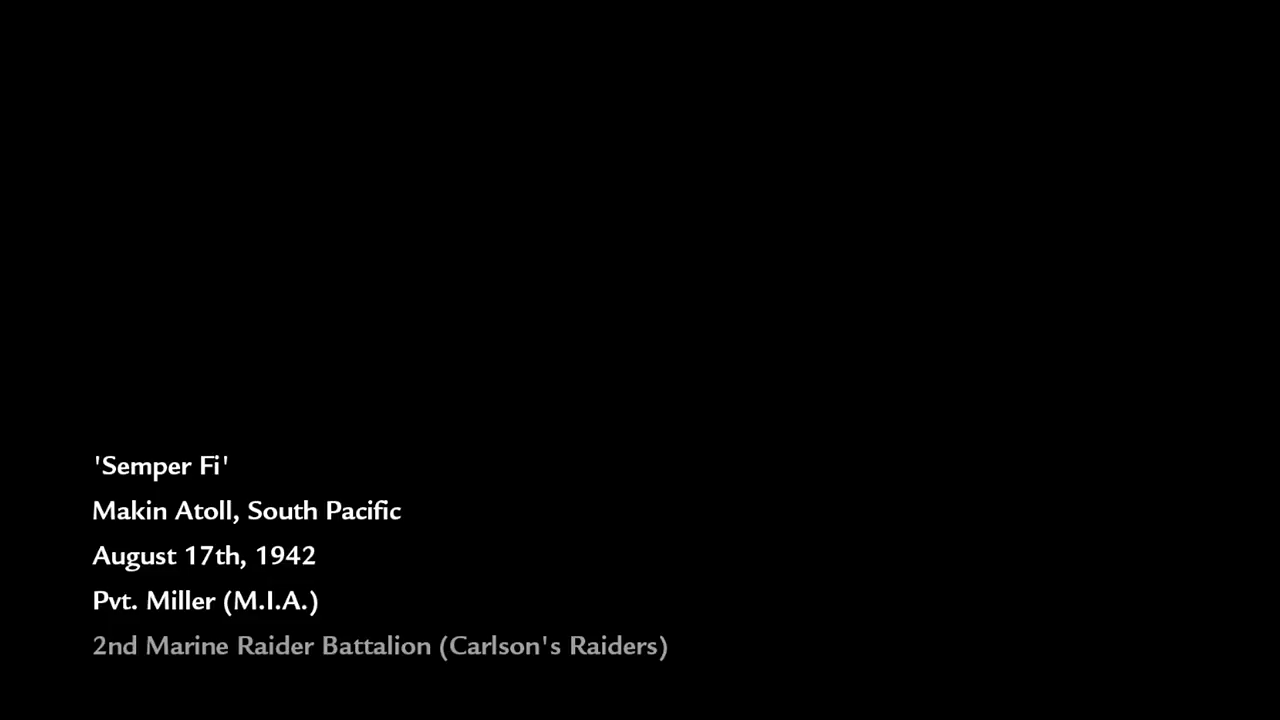 'Semper Fi'
Makin Atoll, South Pacific
August 17th, 1942
Pvt. Miller (M.I.A.)
2nd Marine Raider Battalion (Carlson's Raiders)